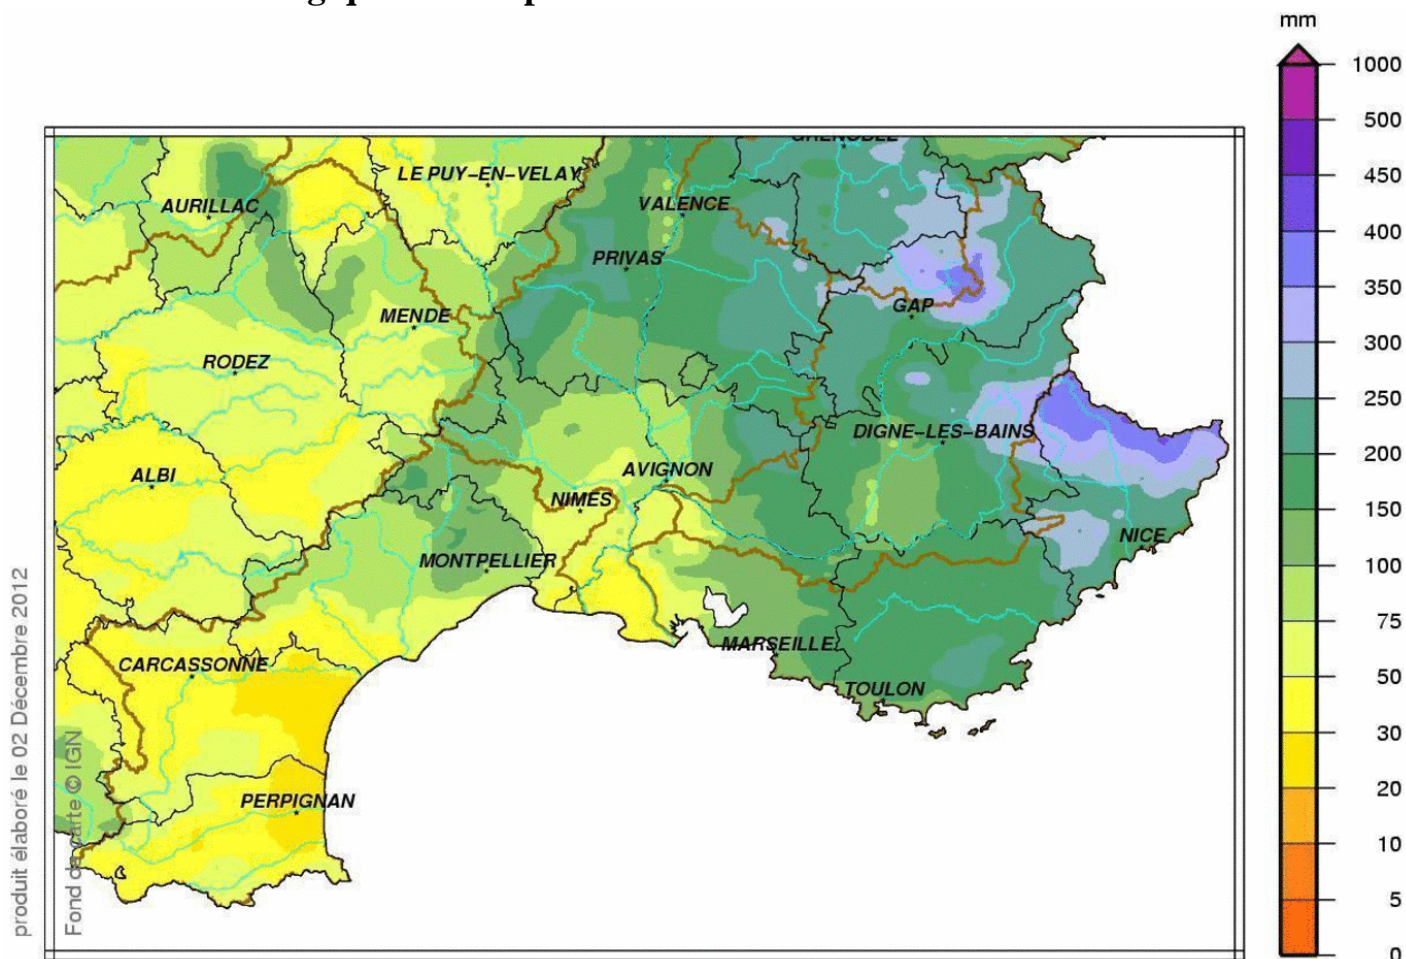 mm
1000
500
450
400
350
300
250
200
150
100
75
50
30
20
10
5
0
GRENOBLE
LE PUY-EN-VELAY
AURILLAC
VALENCE
PRIVAS
GAP
MENDE
RODEZ
DIGNE-LES-BAINS
ALBI
AVIGNON
NIMES
NICE
MONTPELLIER
MARSEILLE
CARCASSONNE
TOULON
PERPIGNAN
produit élaboré le 02 Décembre 2012
Fond de carte © IGN